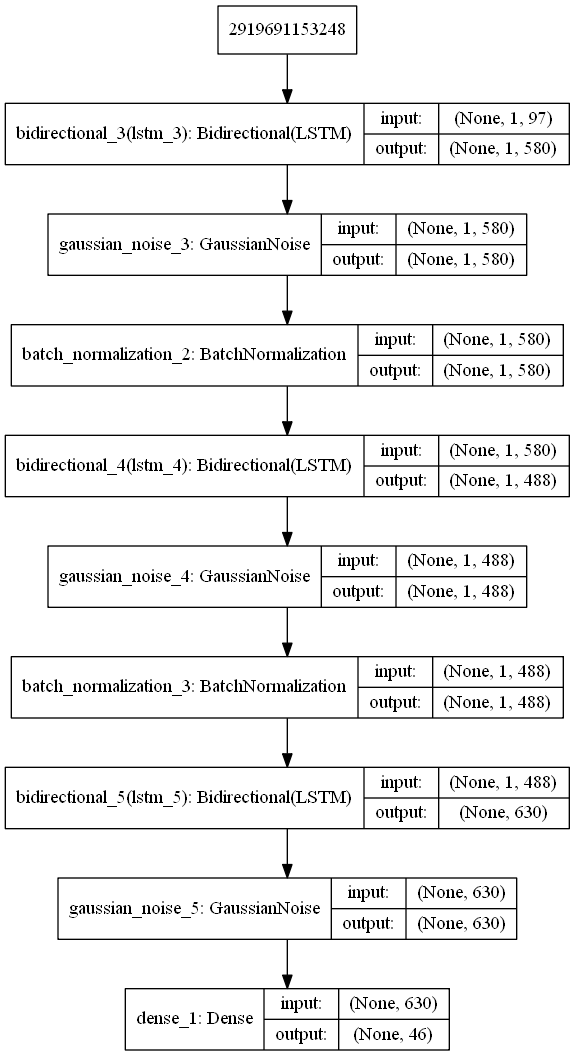 2919691153248
bidirectional_3(lstm_3): Bidirectional(LSTM)
input: (None, 1, 97)
output: (None, 1, 580)
gaussian_noise_3: GaussianNoise
input: (None, 1, 580)
output: (None, 1, 580)
batch_normalization_2: BatchNormalization
input: (None, 1, 580)
output: (None, 1, 580)
bidirectional_4(lstm_4): Bidirectional(LSTM)
input: (None, 1, 580)
output: (None, 1, 488)
gaussian_noise_4: GaussianNoise
input: (None, 1, 488)
output: (None, 1, 488)
batch_normalization_3: BatchNormalization
input: (None, 1, 488)
output: (None, 1, 488)
bidirectional_5(lstm_5): Bidirectional(LSTM)
input: (None, 1, 488)
output: (None, 630)
gaussian_noise_5: GaussianNoise
input: (None, 630)
output: (None, 630)
dense_1: Dense
input: (None, 630)
output: (None, 46)